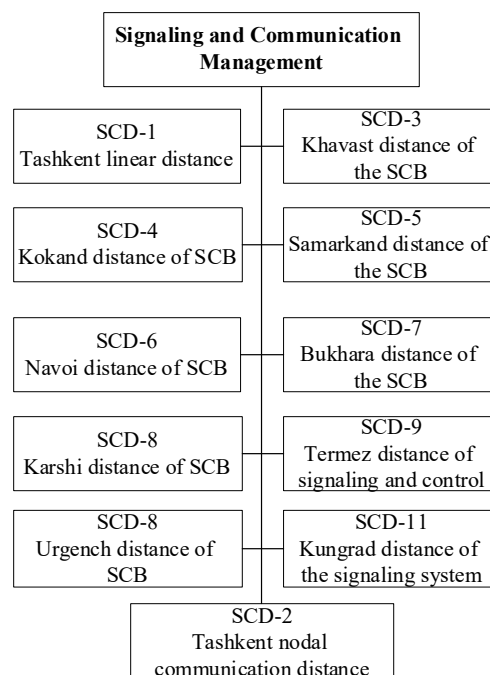 Signaling and Communication
Management
SCD-1
Tashkent linear distance
SCD-3
Khavast distance of
the SCB
SCD-4
Kokand distance of SCB
SCD-5
Samarkand distance of
the SCB
SCD-6
Navoi distance of SCB
SCD-7
Bukhara distance of
the SCB
SCD-8
Karshi distance of SCB
SCD-9
Termez distance of
signaling and control
SCD-8
Urgench distance of
SCB
SCD-11
Kungrad distance of
the signaling system
SCD-2
Tashkent nodal
communication distance